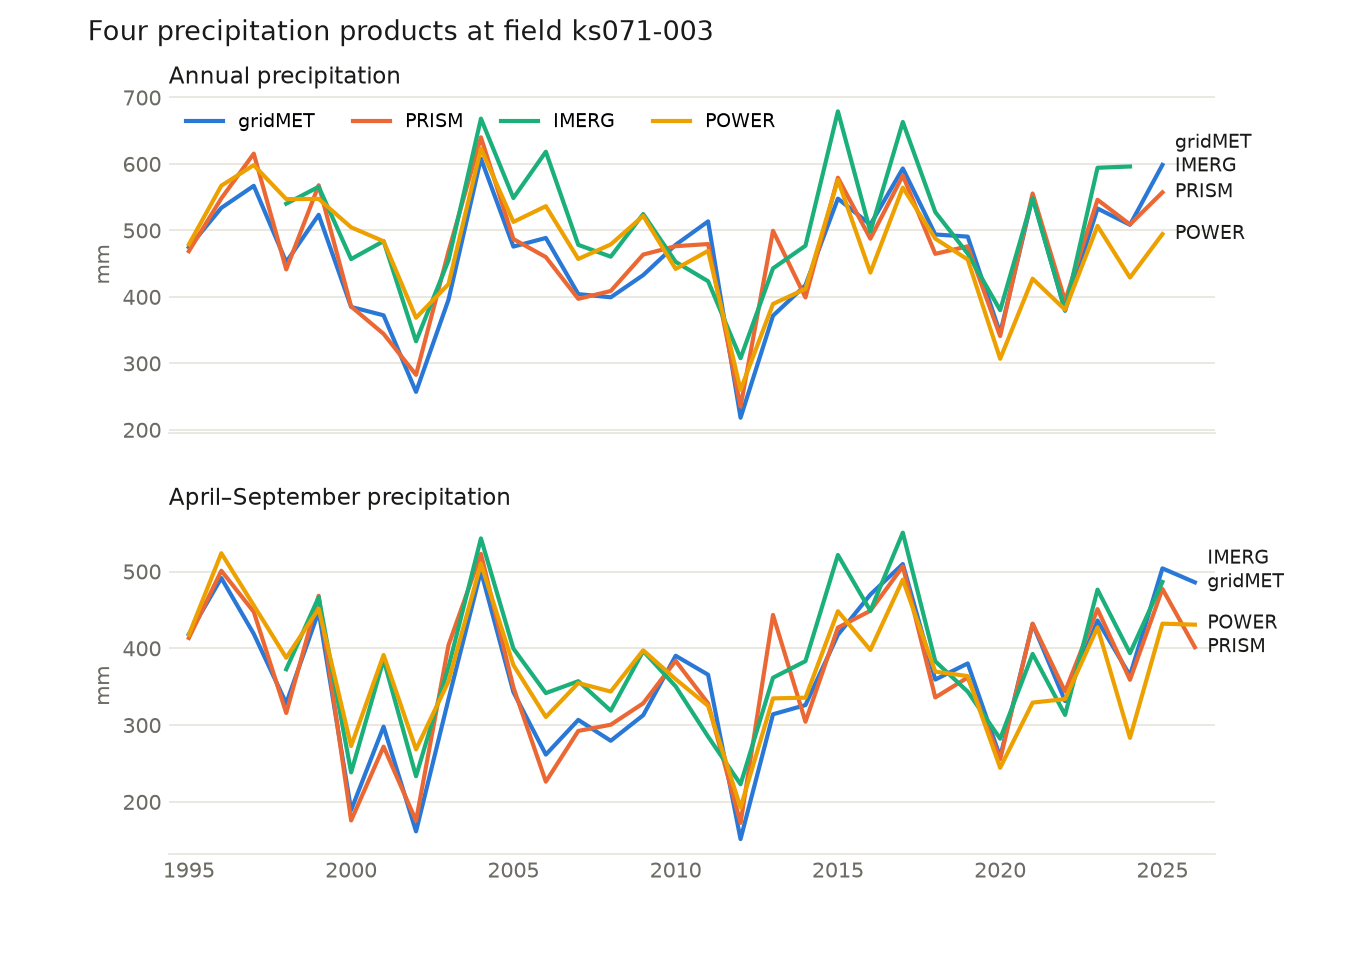 Four precipitation products at field ks071-003
Annual precipitation
700
gridMET PRISM IMERG POWER
600
500
400
300
200
mm
gridMET
IMERG
PRISM
POWER
April–September precipitation
500
400
300
200
mm
IMERG
gridMET
POWER
PRISM
1995 2000 2005 2010 2015 2020 2025